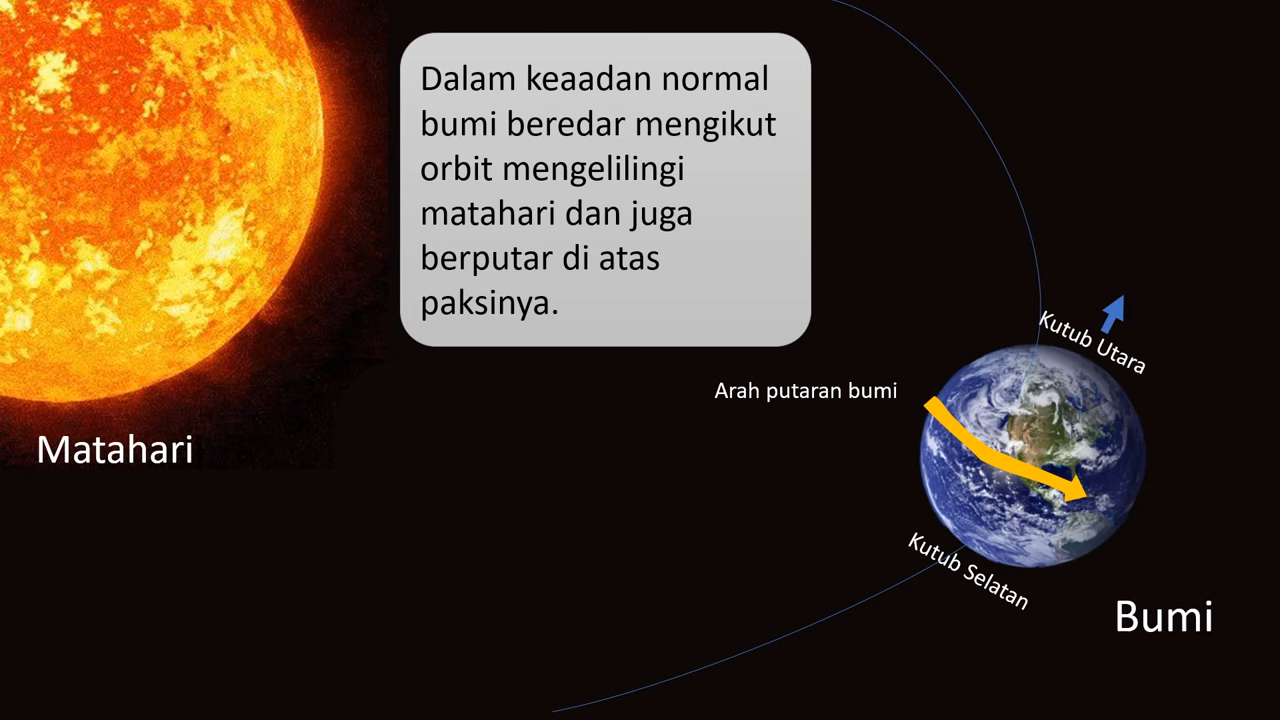 Dalam keaadan normal
bumi beredar mengikut
orbit mengelilingi
matahari dan juga
berputar di atas
paksinya.
Kutub Utara
Arah putaran bumi
Matahari
Kutub Selatan
Bumi